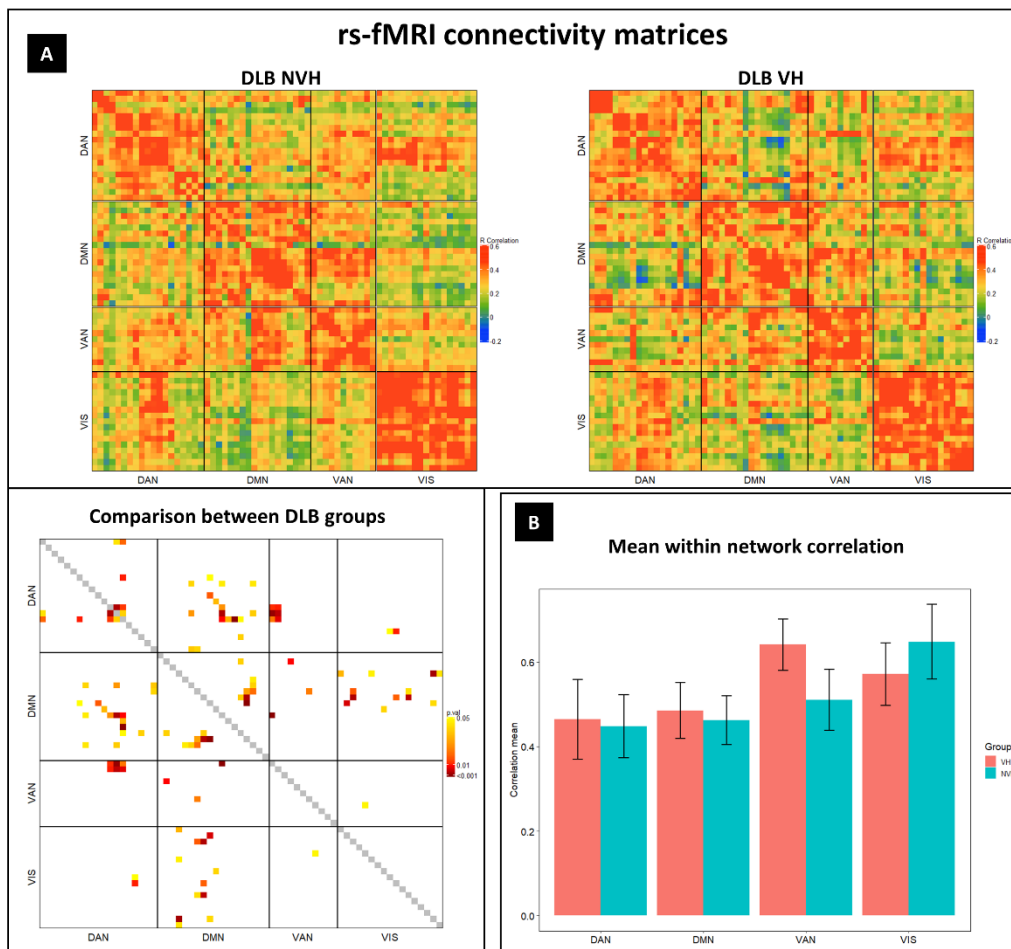 rs-fMRI connectivity matrices
A
DLB NVH
DLB VH
DAN
DMN
VAN
VIS
DAN DMN VAN VIS
R Correlation
0.6
0.4
0.2
0
-0.2
DAN
DMN
VAN
VIS
DAN DMN VAN VIS
R Correlation
0.6
0.4
0.2
0
-0.2
Comparison between DLB groups
DAN
DMN
VAN
VIS
DAN DMN VAN VIS
p.val
0.05
0.01
<0.001
B
Mean within network correlation
Correlation mean
0.6
0.4
0.2
0.0
DAN DMN VAN VIS
Group
VH
NV